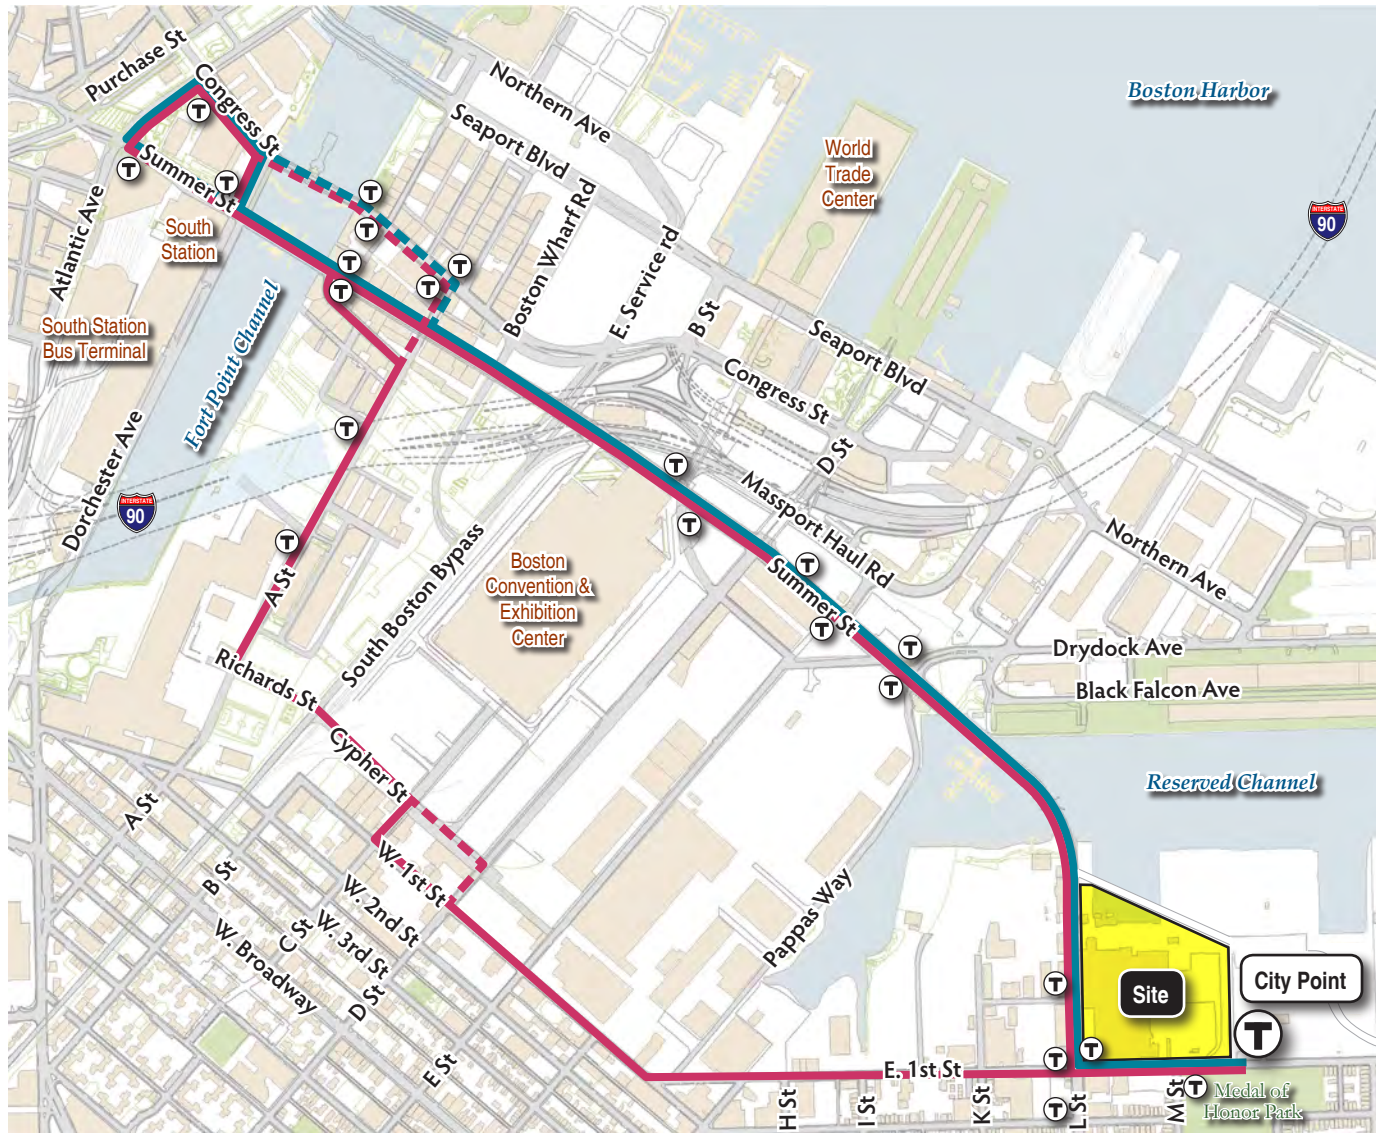 Purchase St
Congress St
Northern Ave
Boston Harbor
Seaport Blvd
T
World
Trade
Center
T
Summer St
T
T
T
INTERSTATE
90
Atlantic Ave
South
Station
T
Boston Wharf Rd
E. Service rd
T
T
T
T
B St
Fort Point Channel
South Station
Bus Terminal
Seaport Blvd
Congress St
Dorchester Ave
T
D St
T
Massport Haul Rd
INTERSTATE
90
T
T
Northern Ave
South Boston Bypass
Boston
Convention &
Exhibition
Center
T
Summer St
A St
T
T
Drydock Ave
Richards St
T
Black Falcon Ave
Cypher St
Reserved Channel
A St
W. 1st St
B St
W. 2nd St
Pappas Way
C St
W. 3rd St
W. Broadway
D St
T
Site
City Point
T
T
T
E St
E. 1st St
H St
I St
K St
T
L St
M St
T
Medal of
Honor Park